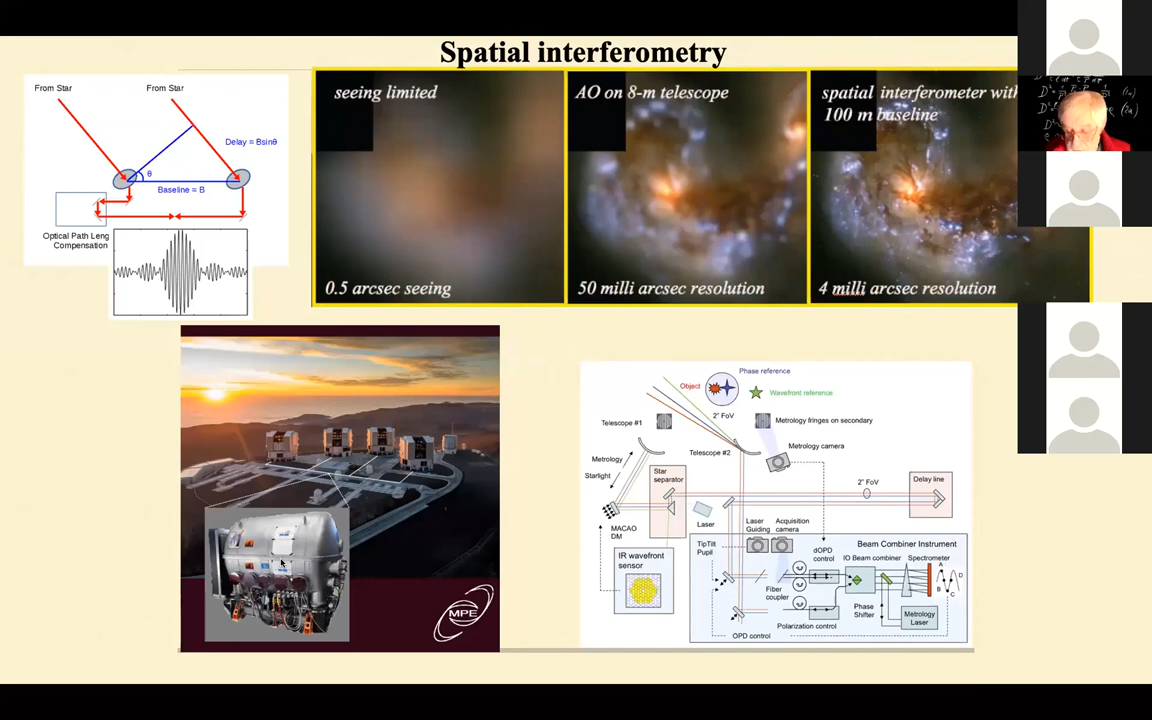 Spatial interferometry
From Star
From Star
Delay = Bsinθ
θ
Baseline = B
Optical Path Leng
Compensation
seeing limited
0.5 arcsec seeing
AO on 8-m telescope
50 milli arcsec resolution
spatial interferometer with
100 m baseline
4 milli arcsec resolution
MPE
Phase reference
Object
Wavefront reference
2" FoV
Telescope #1
Metrology fringes on secondary
Telescope #2
Metrology camera
Metrology
Starlight
Star
separator
2" FoV
Delay line
Laser
MACAO
DM
Laser
Guiding
Acquisition
camera
TipTilt
Pupil
Beam Combiner Instrument
dOPD
control
IO Beam combiner
Spectrometer
IR wavefront
sensor
A
D
B
C
Fiber
coupler
Phase
Shifter
Metrology
Laser
Polarization control
OPD control